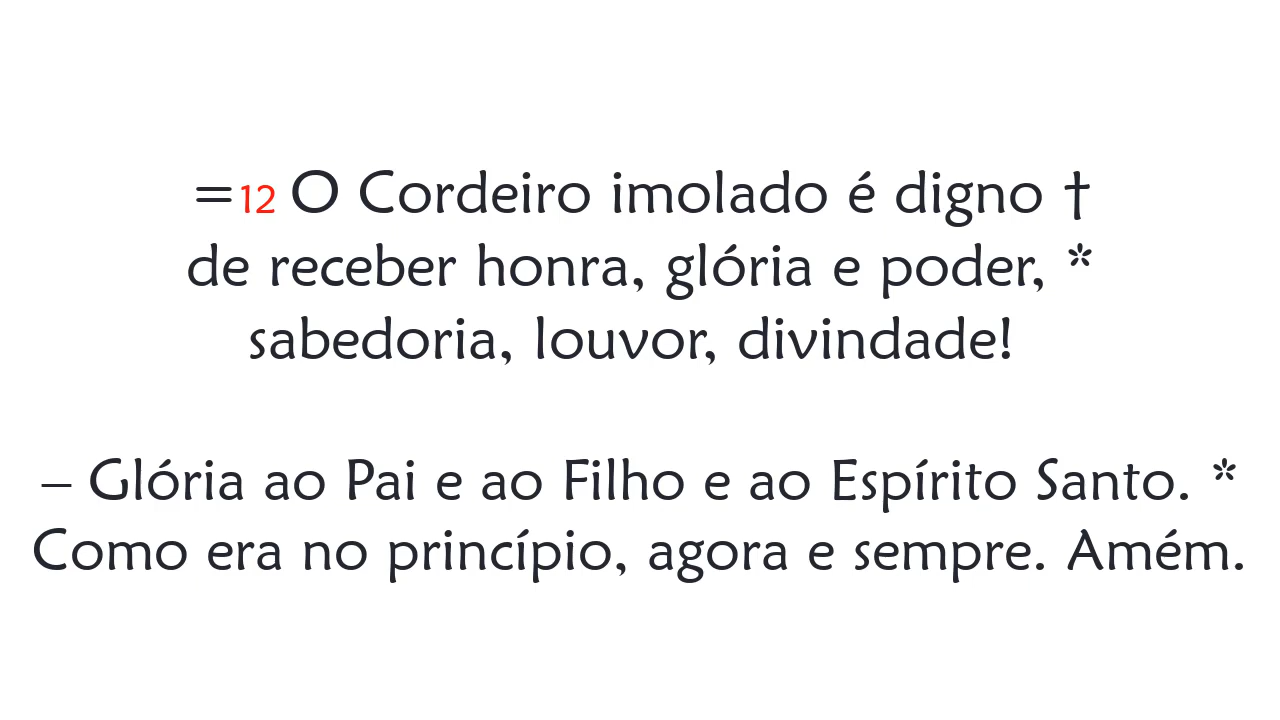 =12 O Cordeiro imolado é digno †
de receber honra, glória e poder, *
sabedoria, louvor, divindade!
– Glória ao Pai e ao Filho e ao Espírito Santo. *
Como era no princípio, agora e sempre. Amém.